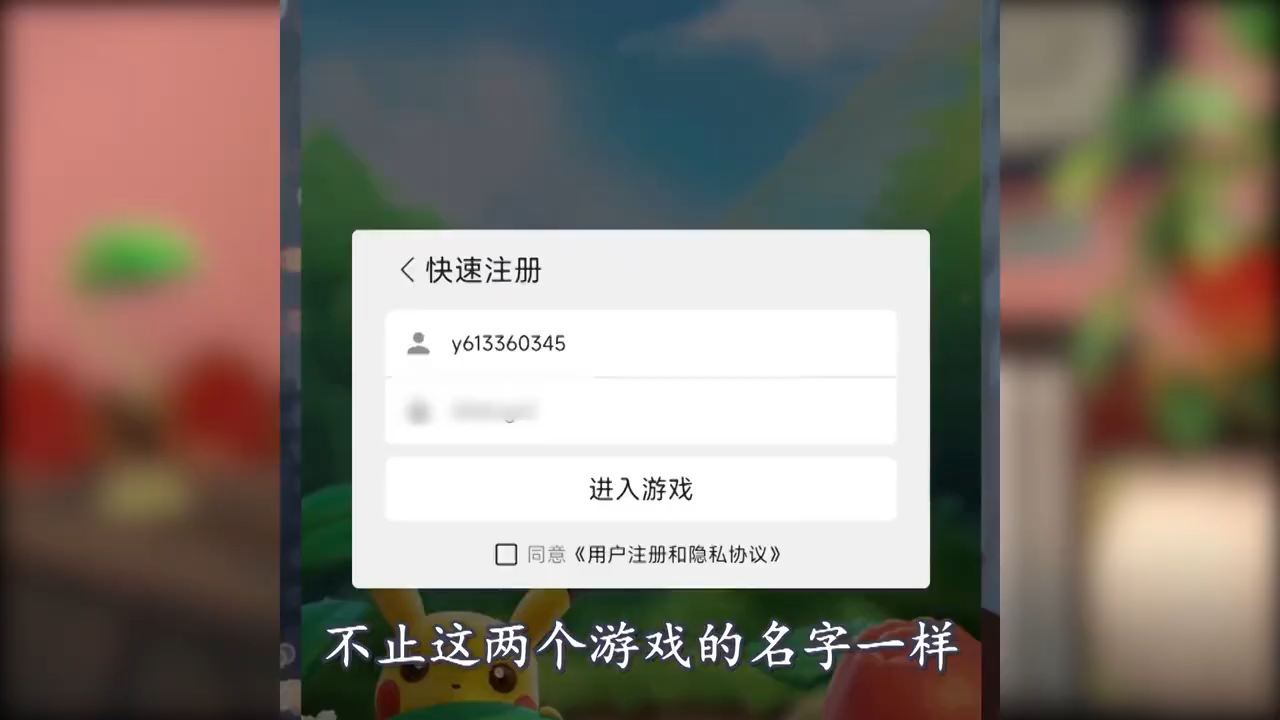 快速注册
y613360345
进入游戏
同意《用户注册和隐私协议》
不止这两个游戏的名字一样